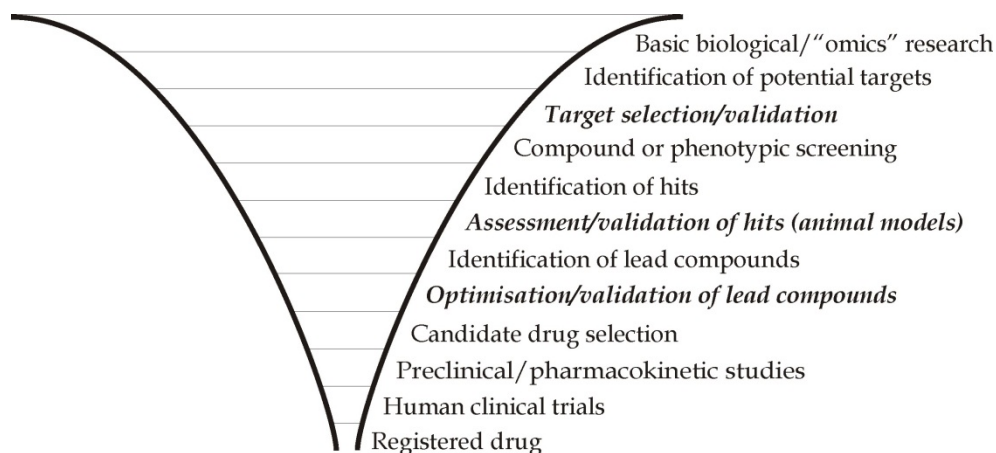 Basic biological/“omics” research
Identification of potential targets
Target selection/validation
Compound or phenotypic screening
Identification of hits
Assessment/validation of hits (animal models)
Identification of lead compounds
Optimisation/validation of lead compounds
Candidate drug selection
Preclinical/pharmacokinetic studies
Human clinical trials
Registered drug